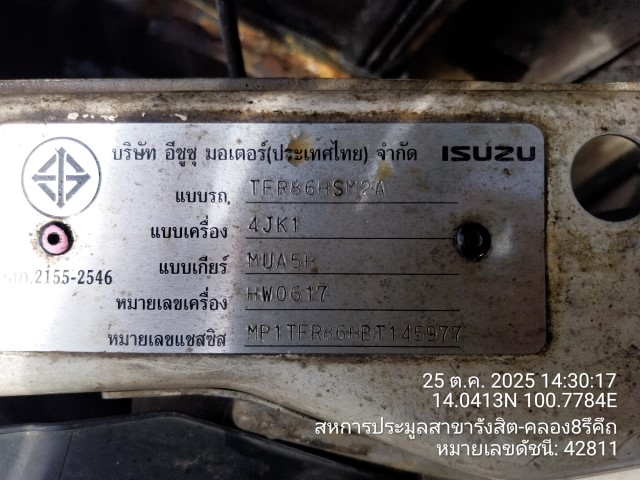 บริษัท อีซูซุ มอเตอร์(ประเทศไทย) จำกัด ISUZU
แบบรถ TFR86HSM2A
แบบเครื่อง 4JK1
แบบเกียร์ MUA5H
มอก.2155-2546
หมายเลขเครื่อง HW0617
หมายเลขแชสซิส MP1TFR86HBT145977
25 ต.ค. 2025 14:30:17
14.0413N 100.7784E
สหการประมูลสาขารังสิต-คลอง8รีคีถ
หมายเลขดัชนี: 42811